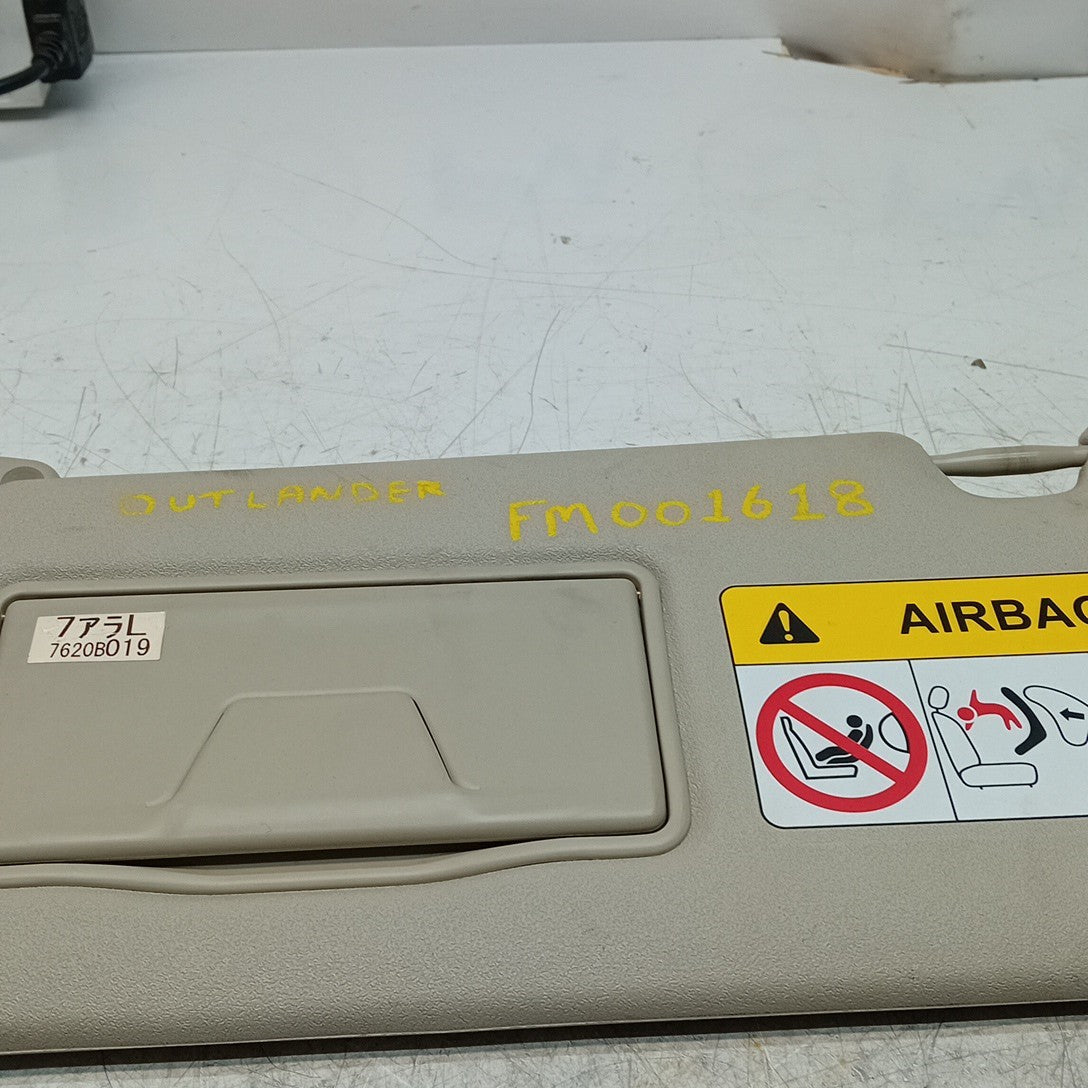 OUTLANDER
FM001618
7アラL
7620B019
AIRBAG